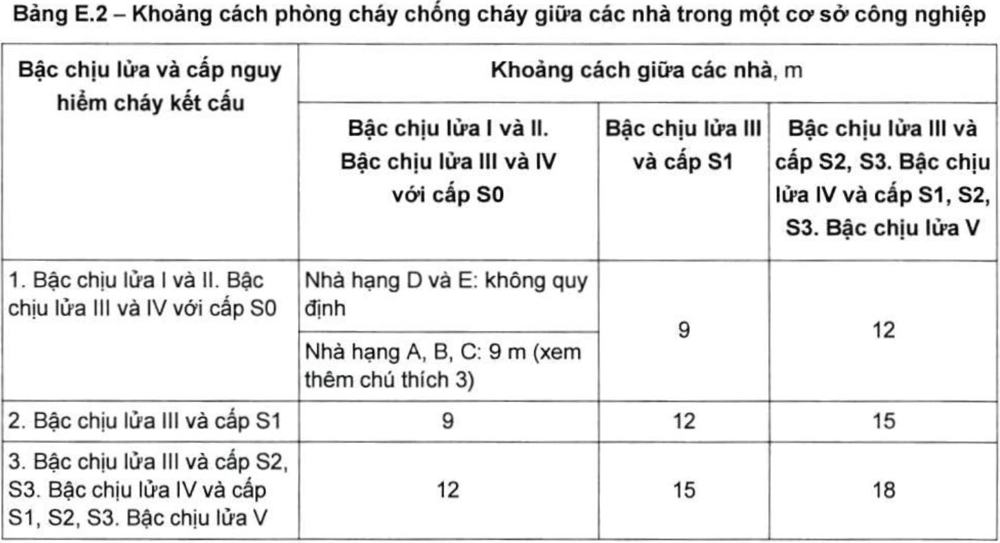 Bảng E.2 – Khoảng cách phòng cháy chống cháy giữa các nhà trong một cơ sở công nghiệp
Bậc chịu lửa và cấp nguy
hiểm cháy kết cấu
Khoảng cách giữa các nhà, m
Bậc chịu lửa I và II.
Bậc chịu lửa III và IV
với cấp S0
Bậc chịu lửa III
và cấp S1
Bậc chịu lửa III và
cấp S2, S3. Bậc chịu
lửa IV và cấp S1, S2,
S3. Bậc chịu lửa V
1. Bậc chịu lửa I và II. Bậc
chịu lửa III và IV với cấp S0
Nhà hạng D và E: không quy
định
Nhà hạng A, B, C: 9 m (xem
thêm chú thích 3)
9
12
2. Bậc chịu lửa III và cấp S1
9
12
15
3. Bậc chịu lửa III và cấp S2,
S3. Bậc chịu lửa IV và cấp
S1, S2, S3. Bậc chịu lửa V
12
15
18